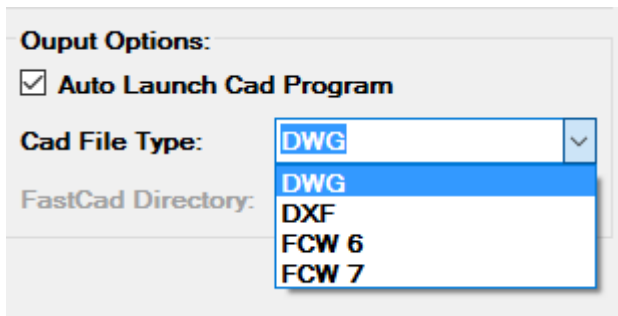 Ouput Options:
Auto Launch Cad Program
Cad File Type: DWG
DWG
FastCad Directory:
DXF
FCW 6
FCW 7